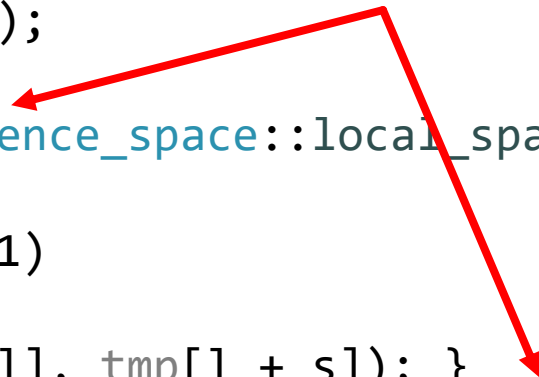 );
ence_space::local_spa
1)
l], tmp[l + s]); }